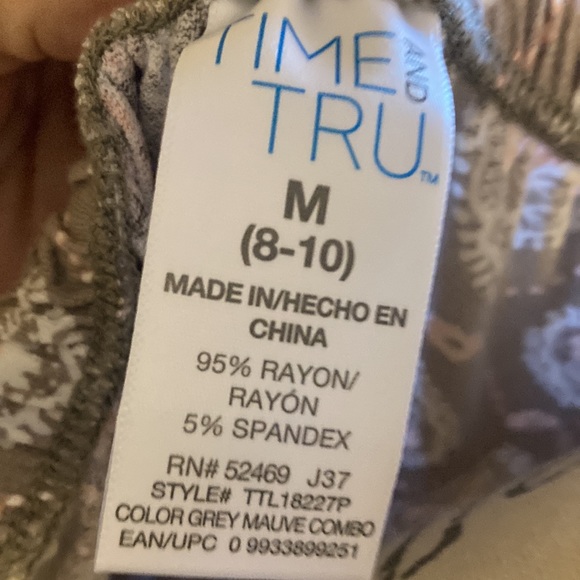 TIME AND
TRU™
M
(8-10)
MADE IN/HECHO EN
CHINA
95% RAYON/
RAYÓN
5% SPANDEX
RN# 52469 J37
STYLE# TTL18227P
COLOR GREY MAUVE COMBO
EAN/UPC 0 9933899251